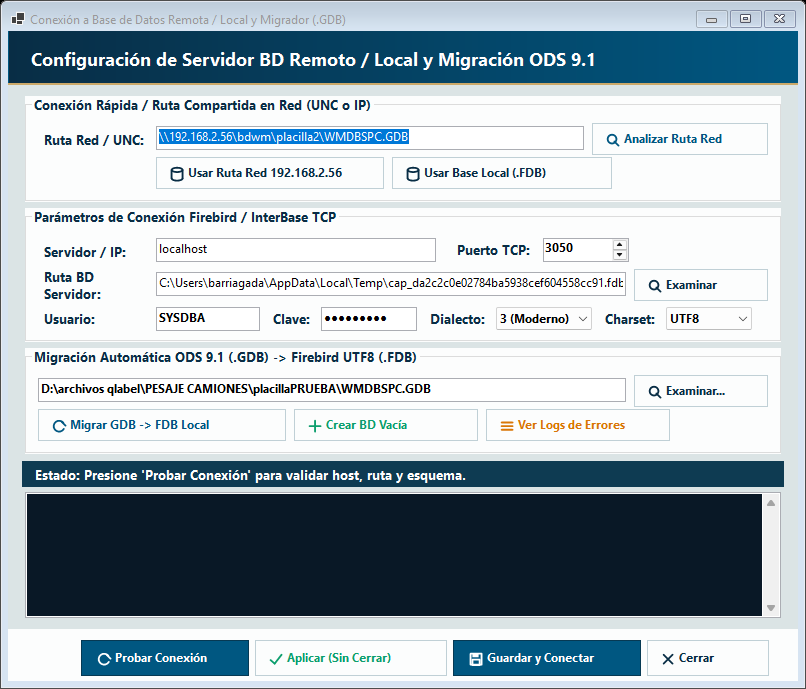 Conexión a Base de Datos Remota / Local y Migrador (.GDB)
Configuración de Servidor BD Remoto / Local y Migración ODS 9.1
Conexión Rápida / Ruta Compartida en Red (UNC o IP)
Ruta Red / UNC: \\192.168.2.56\bdwm\placilla2\WMDBSPC.GDB Analizar Ruta Red
Usar Ruta Red 192.168.2.56 Usar Base Local (.FDB)
Parámetros de Conexión Firebird / InterBase TCP
Servidor / IP: localhost Puerto TCP: 3050
Ruta BD Servidor: C:\Users\barriagada\AppData\Local\Temp\cap_da2c2c0e02784ba5938cef604558cc91.fdb Examinar
Usuario: SYSDBA Clave: ●●●●●●●●● Dialecto: 3 (Moderno) Charset: UTF8
Migración Automática ODS 9.1 (.GDB) -> Firebird UTF8 (.FDB)
D:\archivos qlabel\PESAJE CAMIONES\placillaPRUEBA\WMDBSPC.GDB Examinar...
Migrar GDB -> FDB Local Crear BD Vacía Ver Logs de Errores
Estado: Presione 'Probar Conexión' para validar host, ruta y esquema.
Probar Conexión Aplicar (Sin Cerrar) Guardar y Conectar Cerrar